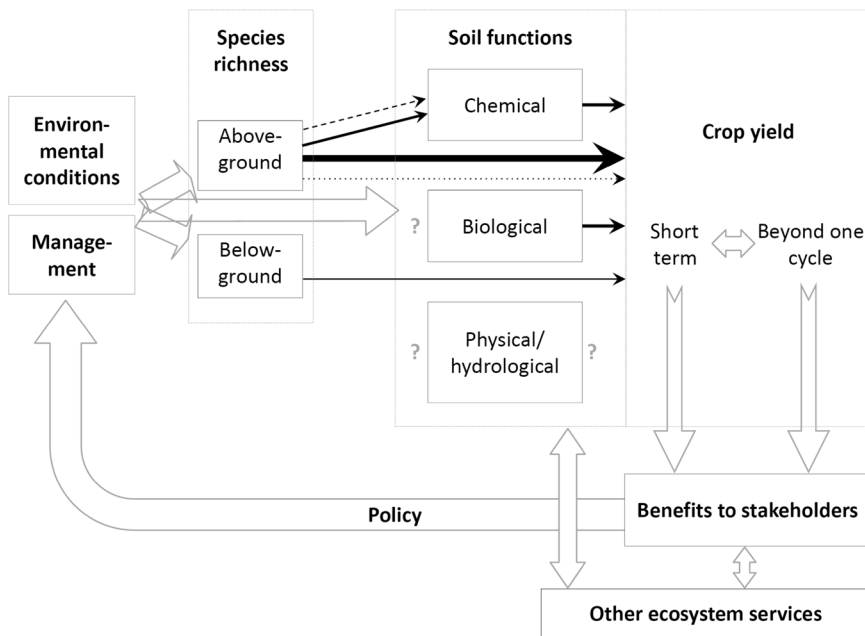 Species
richness
Soil functions
Environ-
mental
conditions
Above-
ground
Chemical
Crop yield
Manage-
ment
Below-
ground
?
Biological
Short
term
Beyond one
cycle
?
Physical/
hydrological
?
Policy
Benefits to stakeholders
Other ecosystem services